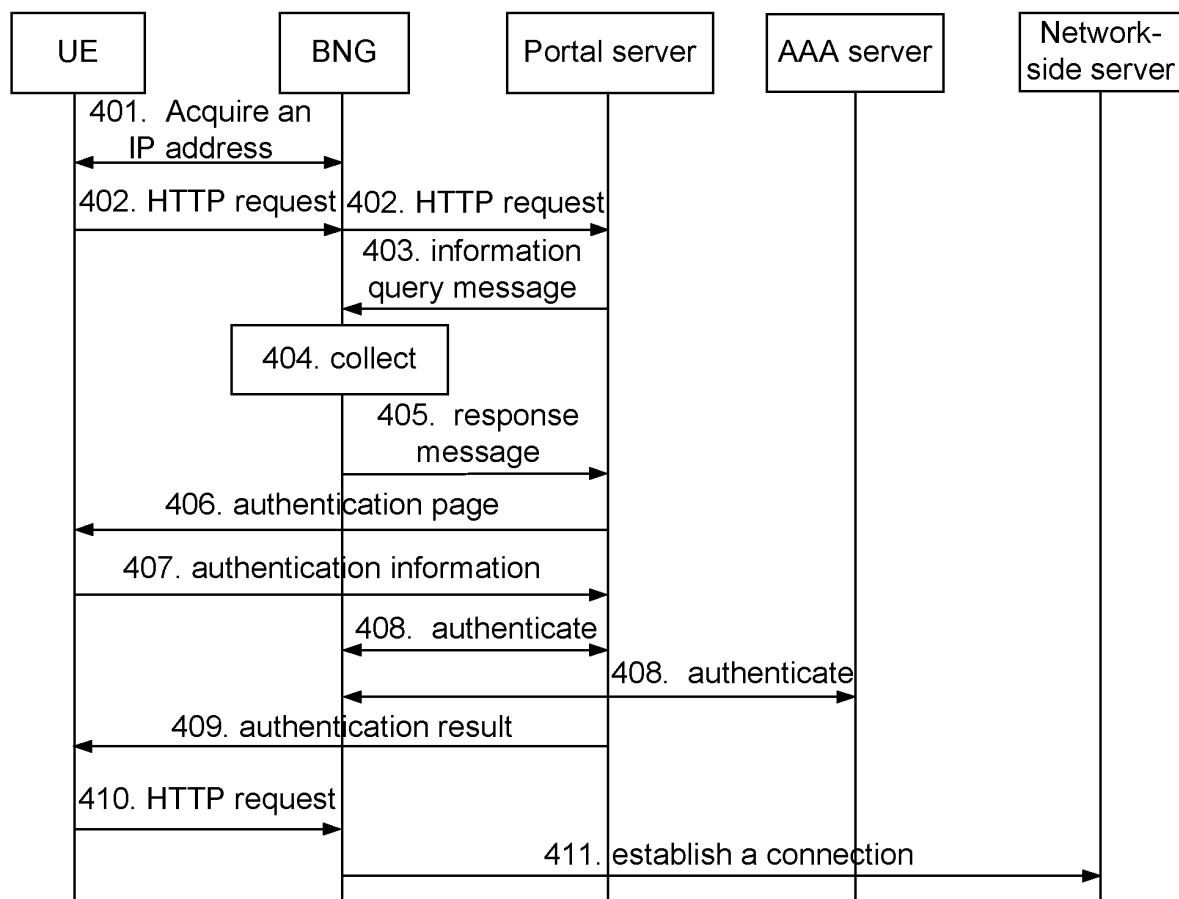 UE
BNG
Portal server
AAA server
Network-
side server
401. Acquire an
IP address
402. HTTP request
402. HTTP request
403. information
query message
404. collect
405. response
message
406. authentication page
407. authentication information
408. authenticate
408. authenticate
409. authentication result
410. HTTP request
411. establish a connection